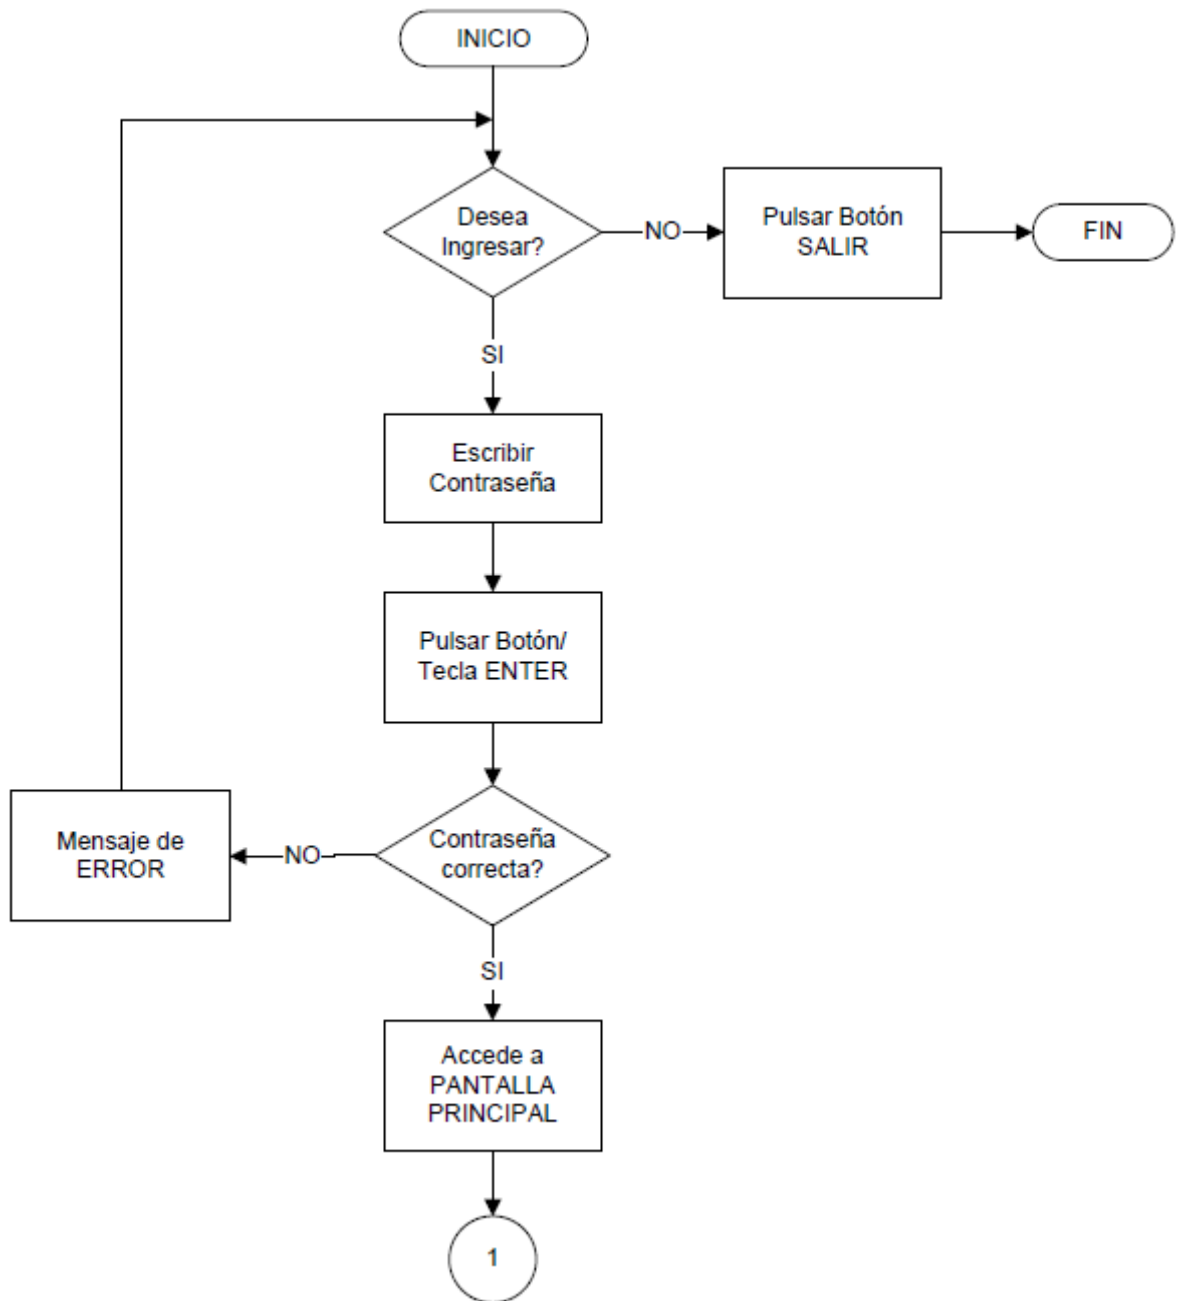 INICIO
Desea
Ingresar?
NO
Pulsar Botón
SALIR
FIN
SI
Escribir
Contraseña
Pulsar Botón/
Tecla ENTER
Contraseña
correcta?
NO
Mensaje de
ERROR
SI
Accede a
PANTALLA
PRINCIPAL
1